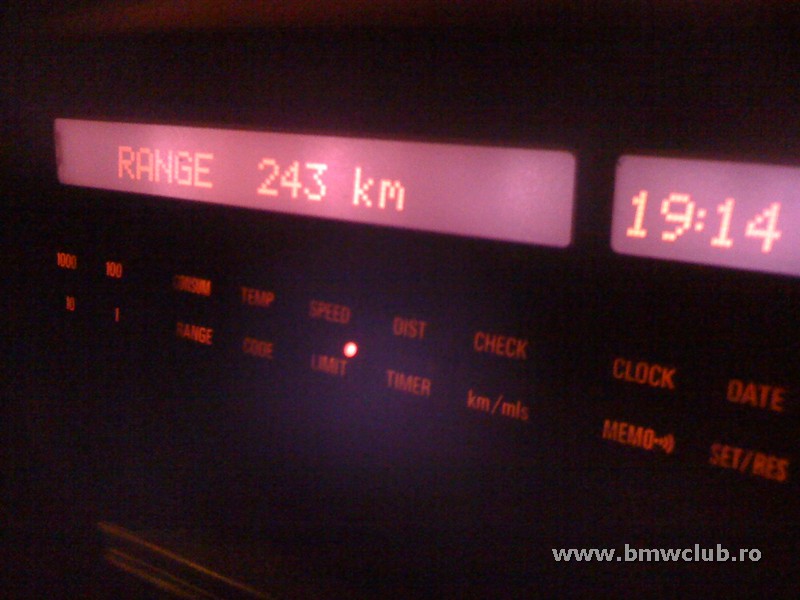 RANGE 243 km
19:14
1000 100 CONSUM TEMP SPEED DIST CHECK CLOCK DATE
10 1 RANGE CODE LIMIT TIMER km/mls MEMO SET/RES
www.bmwclub.ro